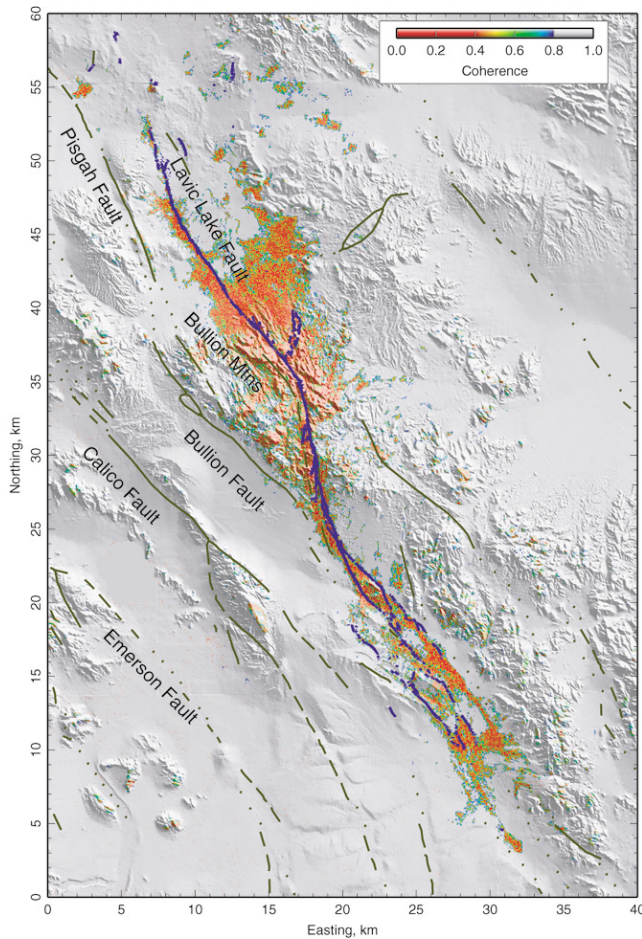 0.0 0.2 0.4 0.6 0.8 1.0
Coherence
Pisgah Fault
Lavic Lake Fault
Bullion Mtns
Bullion Fault
Calico Fault
Emerson Fault
Northing, km
60
55
50
45
40
35
30
25
20
15
10
5
0
0 5 10 15 20 25 30 35 40
Easting, km